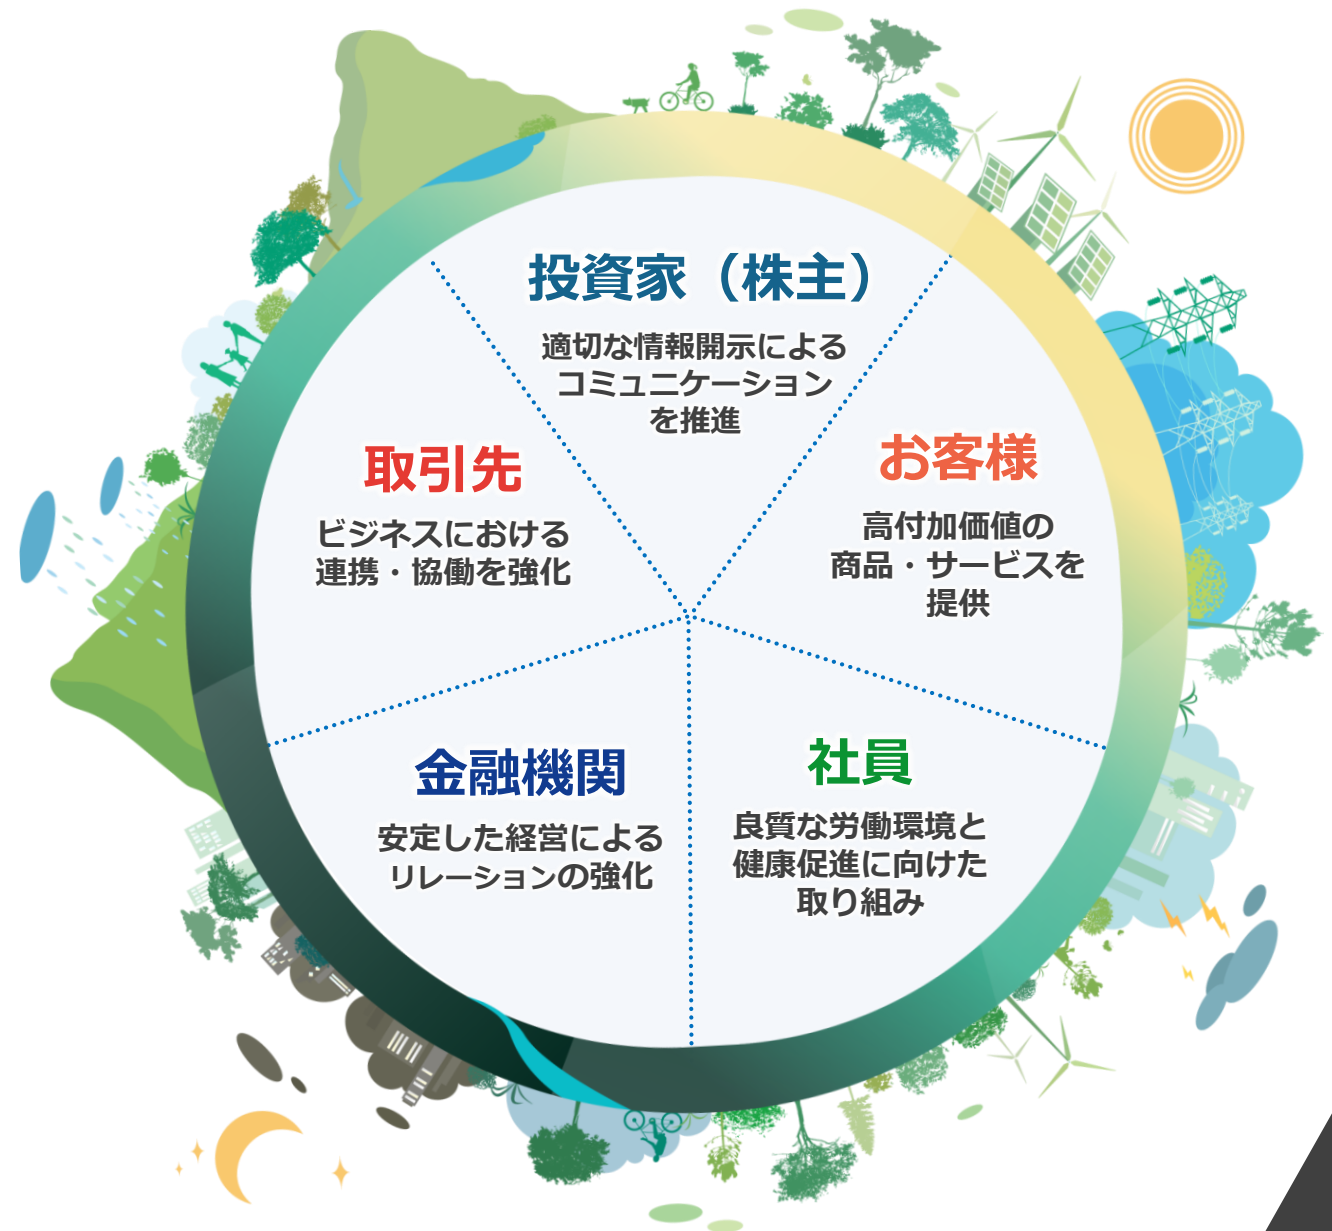 投資家（株主）
適切な情報開示による
コミュニケーション
を推進
お客様
高付加価値の
商品・サービスを
提供
社員
良質な労働環境と
健康促進に向けた
取り組み
金融機関
安定した経営による
リレーションの強化
取引先
ビジネスにおける
連携・協働を強化